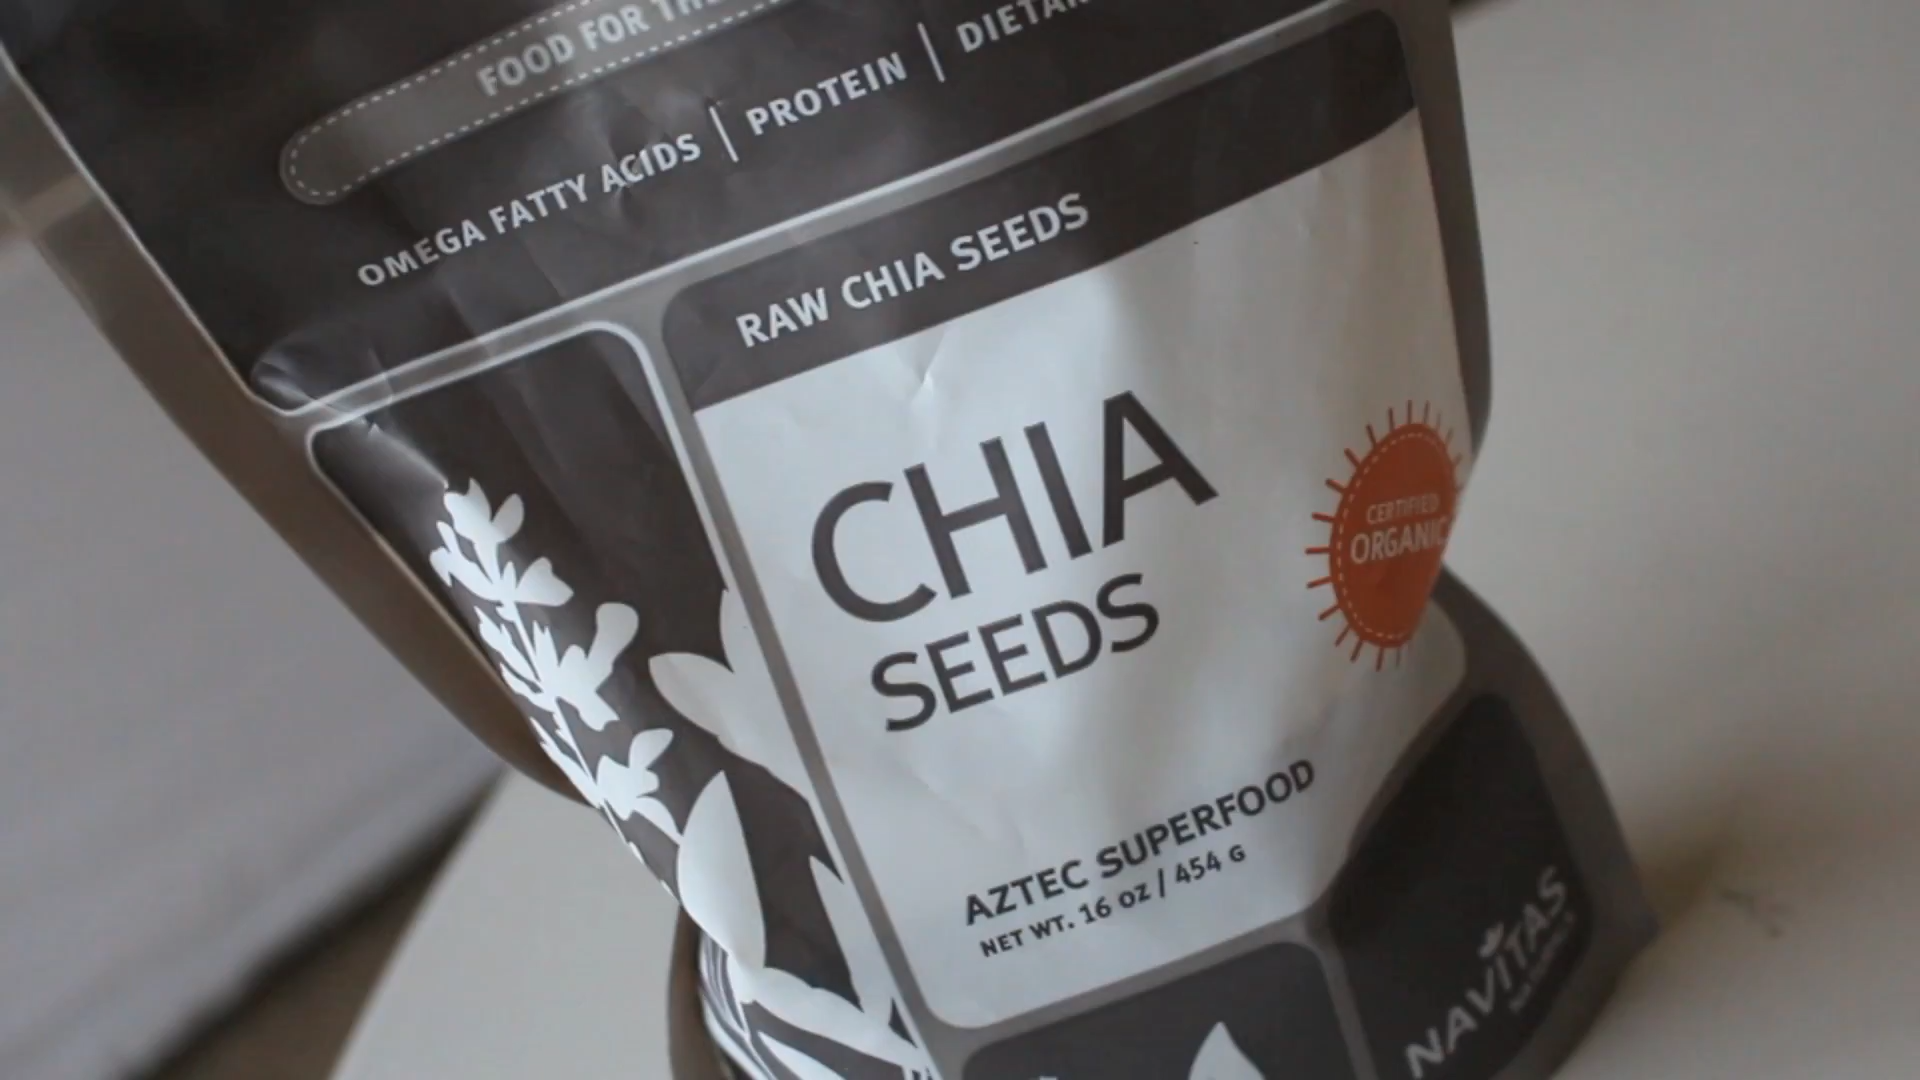 FOOD FOR THE
OMEGA FATTY ACIDS | PROTEIN | DIETAR
RAW CHIA SEEDS
CHIA
SEEDS
CERTIFIED
ORGANIC
AZTEC SUPERFOOD
NET WT. 16 oz / 454 G
NAVITAS